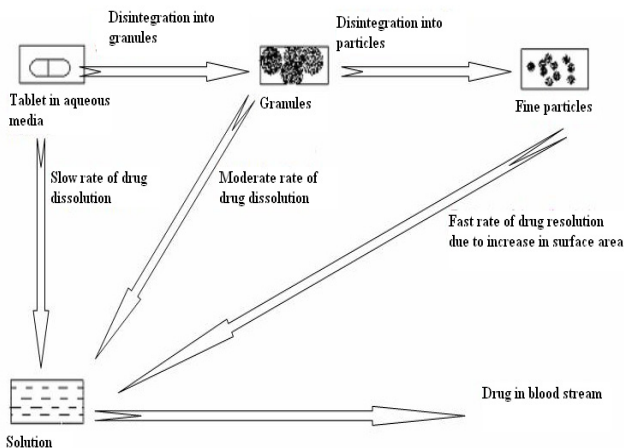 Disintegration into
granules
Disintegration into
particles
Tablet in aqueous
media
Granules
Fine particles
Slow rate of drug
dissolution
Moderate rate of
drug dissolution
Fast rate of drug resolution
due to increase in surface area
Drug in blood stream
Solution